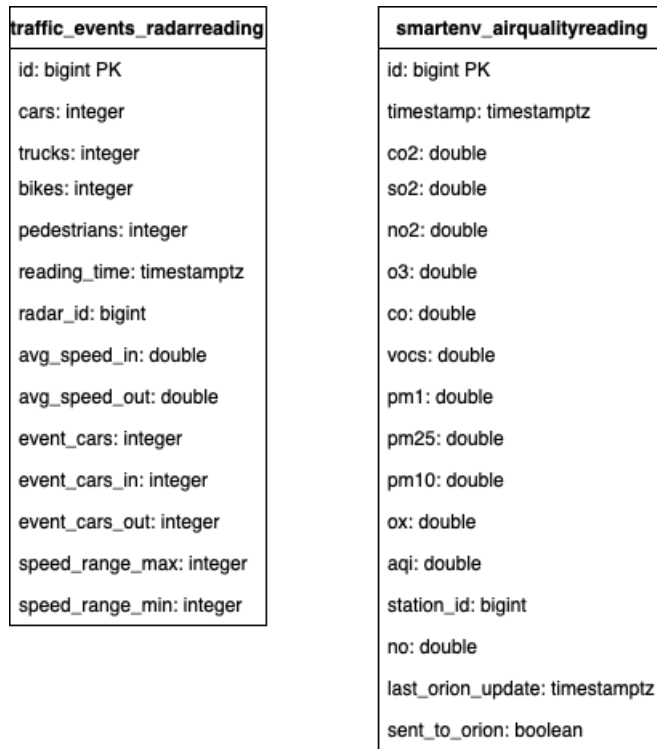 traffic_events_radarreading
id: bigint PK
cars: integer
trucks: integer
bikes: integer
pedestrians: integer
reading_time: timestamptz
radar_id: bigint
avg_speed_in: double
avg_speed_out: double
event_cars: integer
event_cars_in: integer
event_cars_out: integer
speed_range_max: integer
speed_range_min: integer
smartenv_airqualityreading
id: bigint PK
timestamp: timestamptz
co2: double
so2: double
no2: double
o3: double
co: double
vocs: double
pm1: double
pm25: double
pm10: double
ox: double
aqi: double
station_id: bigint
no: double
last_orion_update: timestamptz
sent_to_orion: boolean